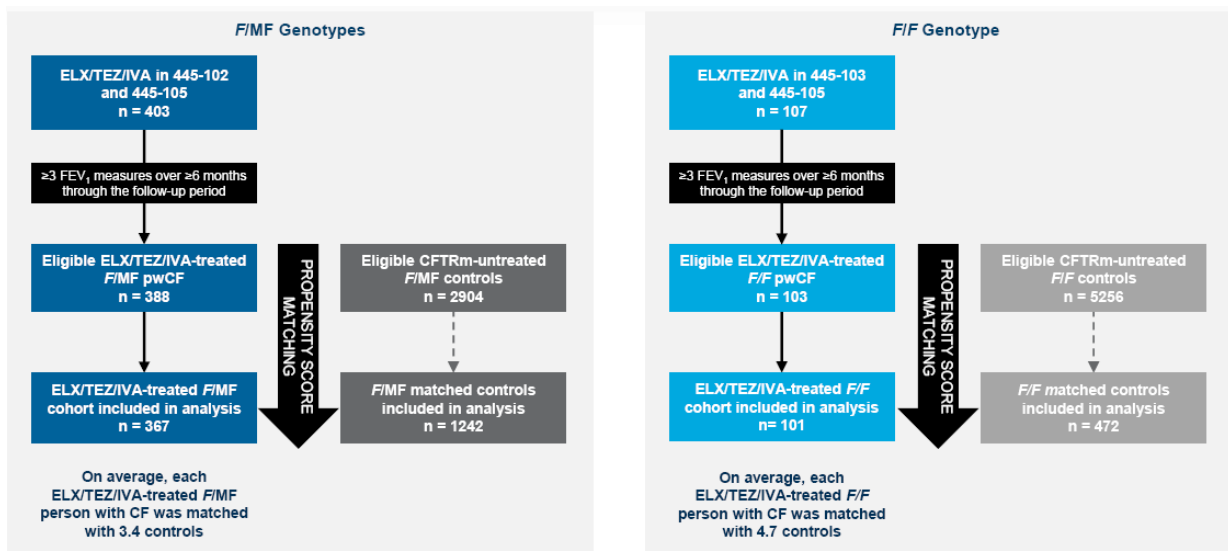 F/MF Genotypes
ELX/TEZ/IVA in 445-102
and 445-105
n = 403
≥3 FEV1 measures over ≥6 months
through the follow-up period
Eligible ELX/TEZ/IVA-treated
F/MF pwCF
n = 388
PROPENSITY SCORE
MATCHING
Eligible CFTRm-untreated
F/MF controls
n = 2904
ELX/TEZ/IVA-treated F/MF
cohort included in analysis
n = 367
F/MF matched controls
included in analysis
n = 1242
On average, each
ELX/TEZ/IVA-treated F/MF
person with CF was matched
with 3.4 controls
F/F Genotype
ELX/TEZ/IVA in 445-103
and 445-105
n = 107
≥3 FEV1 measures over ≥6 months
through the follow-up period
Eligible ELX/TEZ/IVA-treated
F/F pwCF
n = 103
PROPENSITY SCORE
MATCHING
Eligible CFTRm-untreated
F/F controls
n = 5256
ELX/TEZ/IVA-treated F/F
cohort included in analysis
n= 101
F/F matched controls
included in analysis
n = 472
On average, each
ELX/TEZ/IVA-treated F/F
person with CF was matched
with 4.7 controls